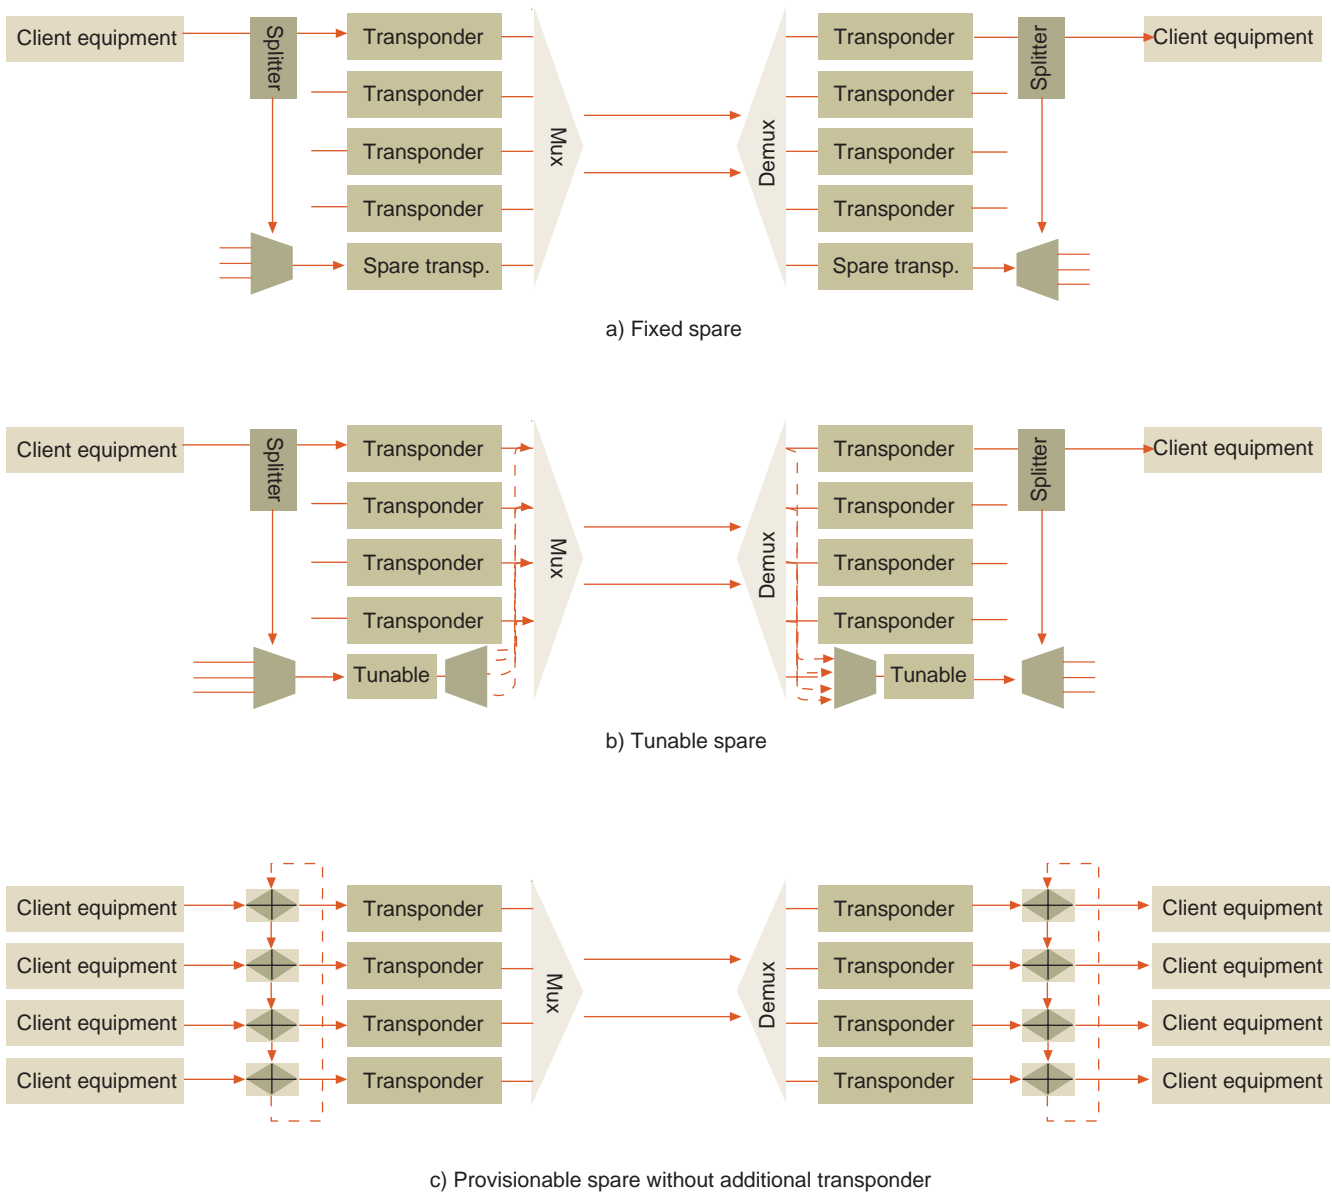 Client equipment
Splitter
Transponder
Transponder
Transponder
Transponder
Spare transp.
Mux
Demux
Transponder
Transponder
Transponder
Transponder
Spare transp.
Splitter
Client equipment
a) Fixed spare
Client equipment
Splitter
Transponder
Transponder
Transponder
Transponder
Tunable
Mux
Demux
Transponder
Transponder
Transponder
Transponder
Tunable
Splitter
Client equipment
b) Tunable spare
Client equipment
Client equipment
Client equipment
Client equipment
Transponder
Transponder
Transponder
Transponder
Mux
Demux
Transponder
Transponder
Transponder
Transponder
Client equipment
Client equipment
Client equipment
Client equipment
c) Provisionable spare without additional transponder